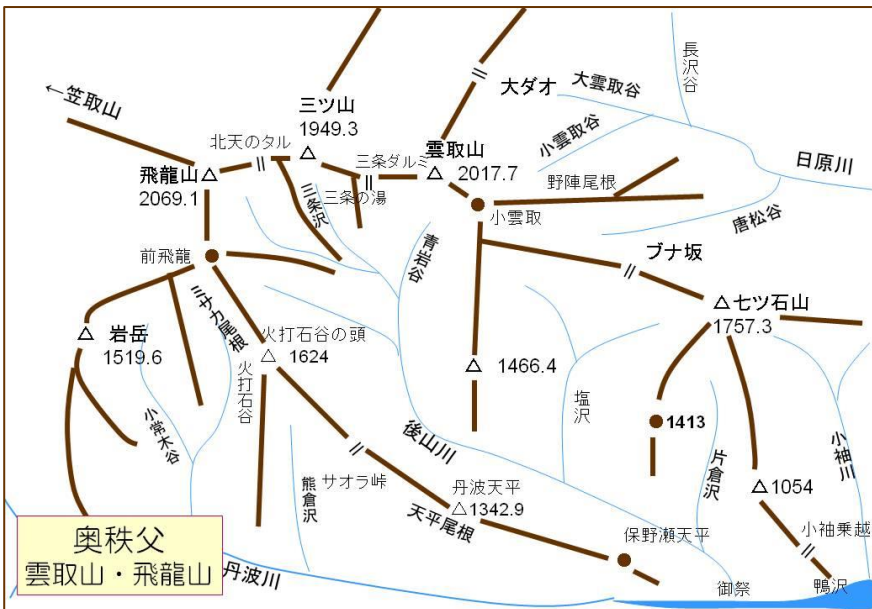 ←笠取山
三ツ山
1949.3
北天のタル
飛龍山
2069.1
三条ダルミ
三条の湯
三条沢
雲取山
2017.7
大ダオ
大雲取谷
長沢谷
小雲取谷
日原川
野陣尾根
小雲取
唐松谷
青岩谷
ブナ坂
前飛龍
ミサカ尾根
七ツ石山
1757.3
岩岳
1519.6
火打石谷の頭
1624
火打石谷
1466.4
塩沢
1413
小常木谷
後山川
片倉沢
小袖川
熊倉沢
サオラ峠
丹波天平
1342.9
天平尾根
1054
保野瀬天平
小袖乗越
奥秩父
雲取山・飛龍山
丹波川
御祭
鴨沢